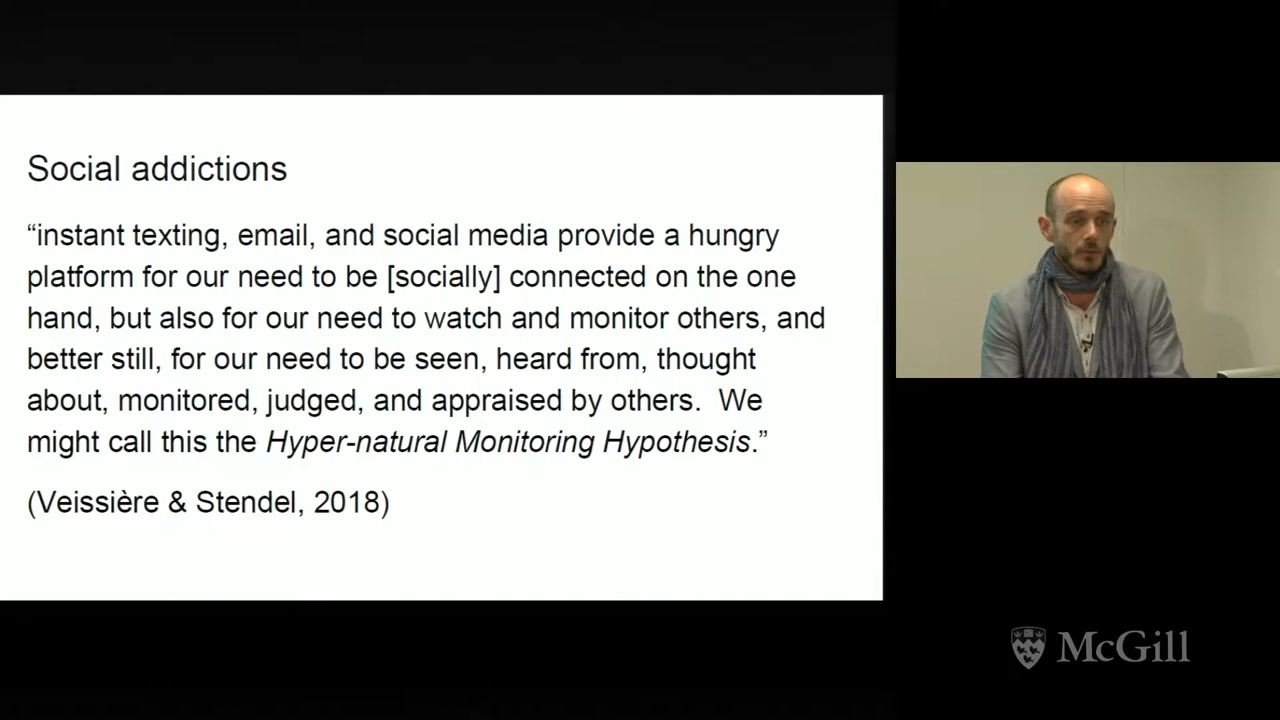 Social addictions
“instant texting, email, and social media provide a hungry
platform for our need to be [socially] connected on the one
hand, but also for our need to watch and monitor others, and
better still, for our need to be seen, heard from, thought
about, monitored, judged, and appraised by others.  We
might call this the Hyper-natural Monitoring Hypothesis.”
(Veissière & Stendel, 2018)
McGill